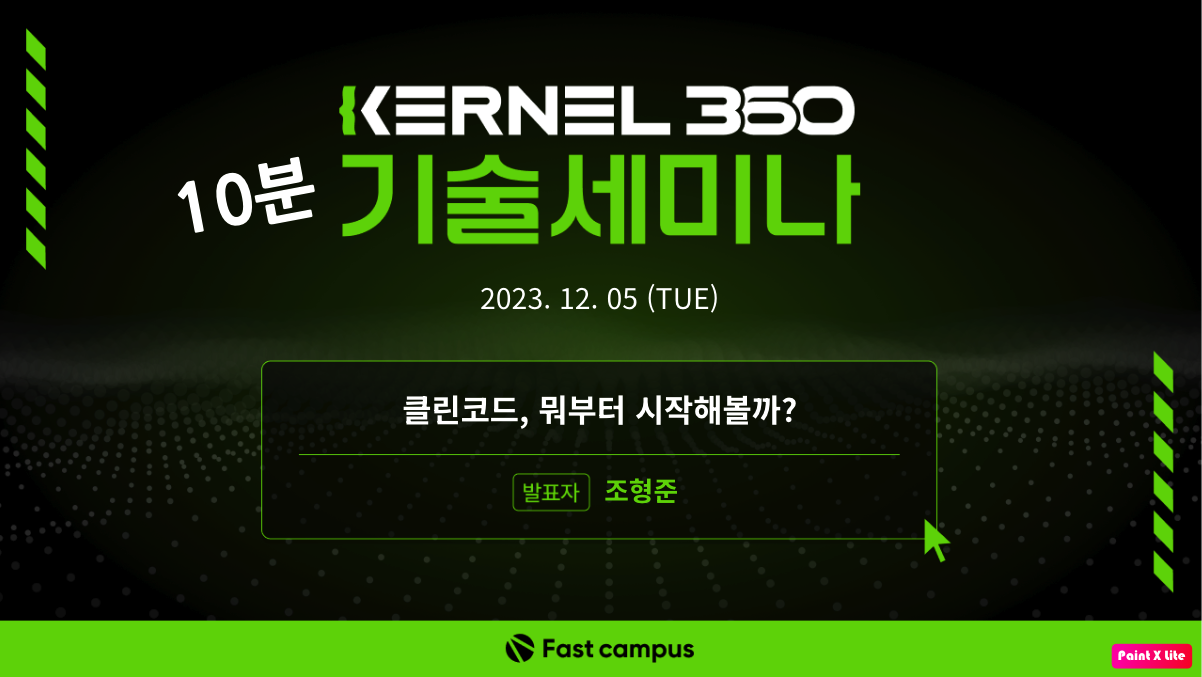 KERNEL 360
10분 기술세미나
2023. 12. 05 (TUE)
클린코드, 뭐부터 시작해볼까?
발표자 조형준
Fast campus
Paint X Lite